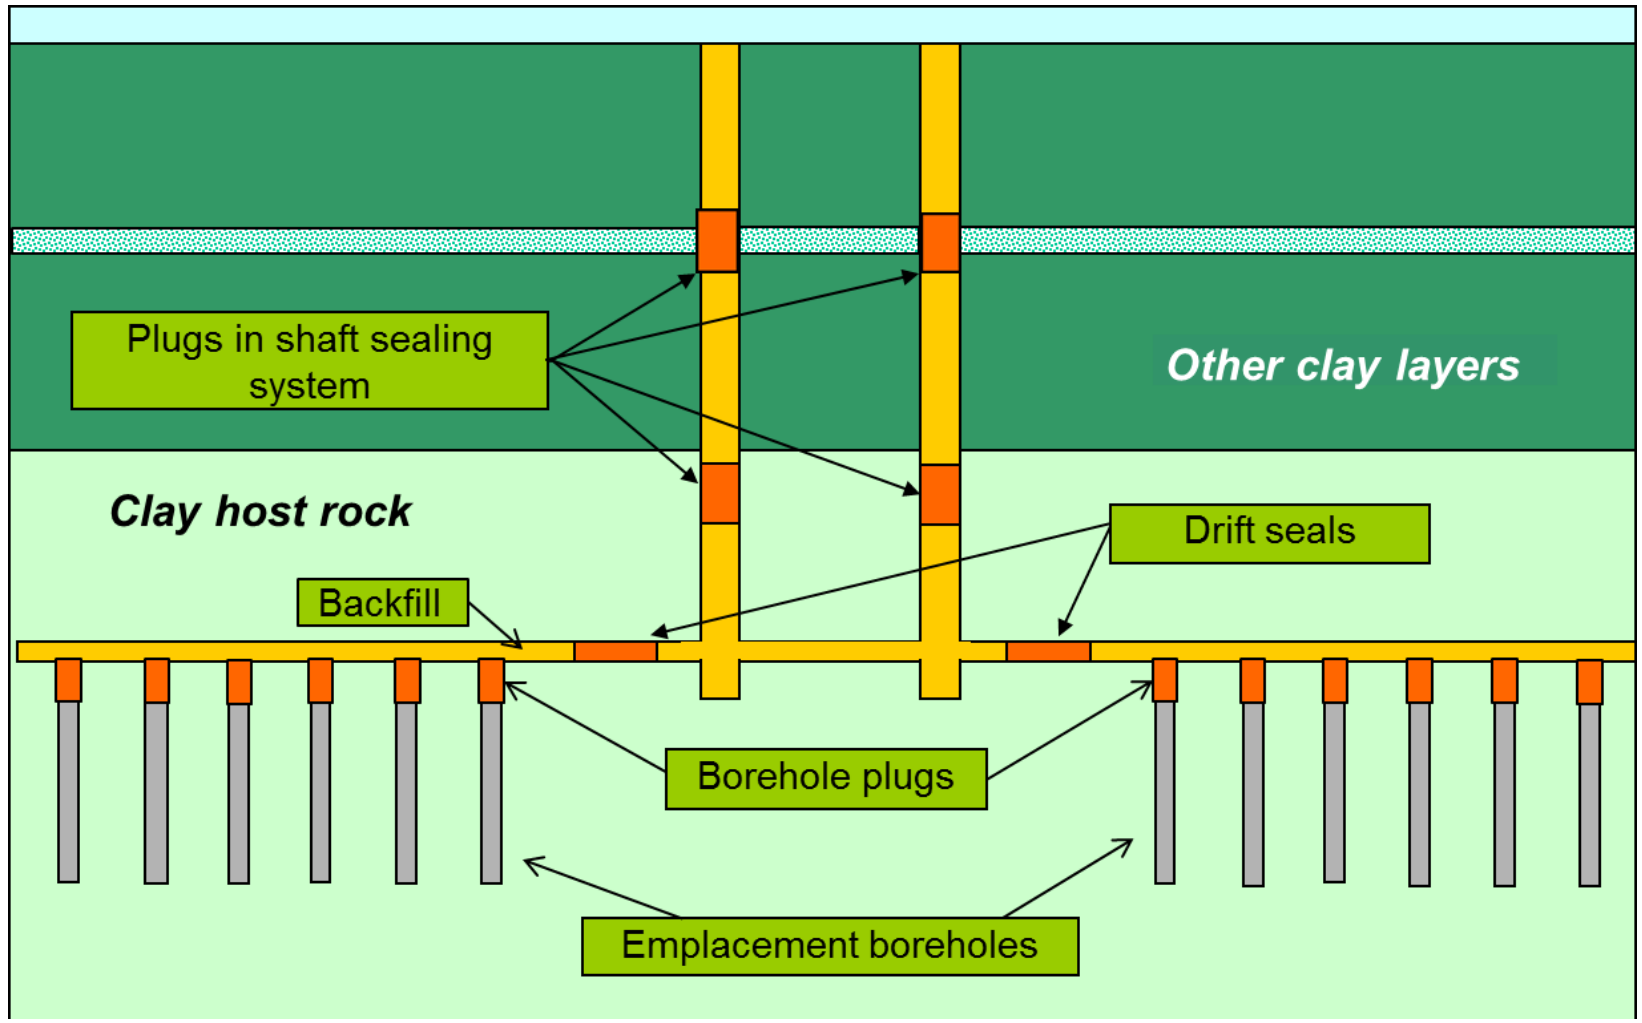 Plugs in shaft sealing
system
Other clay layers
Clay host rock
Drift seals
Backfill
Borehole plugs
Emplacement boreholes